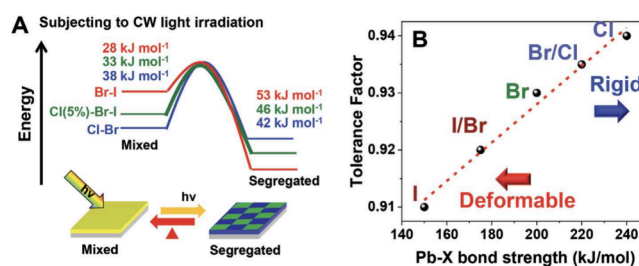 A
Subjecting to CW light irradiation
Energy
28 kJ mol⁻¹
33 kJ mol⁻¹
38 kJ mol⁻¹
Br-I
Cl(5%)-Br-I
Cl-Br
Mixed
53 kJ mol⁻¹
46 kJ mol⁻¹
42 kJ mol⁻¹
Segregated
hν
hν
Mixed
Segregated
B
Tolerance Factor
0.94
0.93
0.92
0.91
Cl
Br/Cl
Br
I/Br
I
Rigid
Deformable
140 160 180 200 220 240
Pb-X bond strength (kJ/mol)